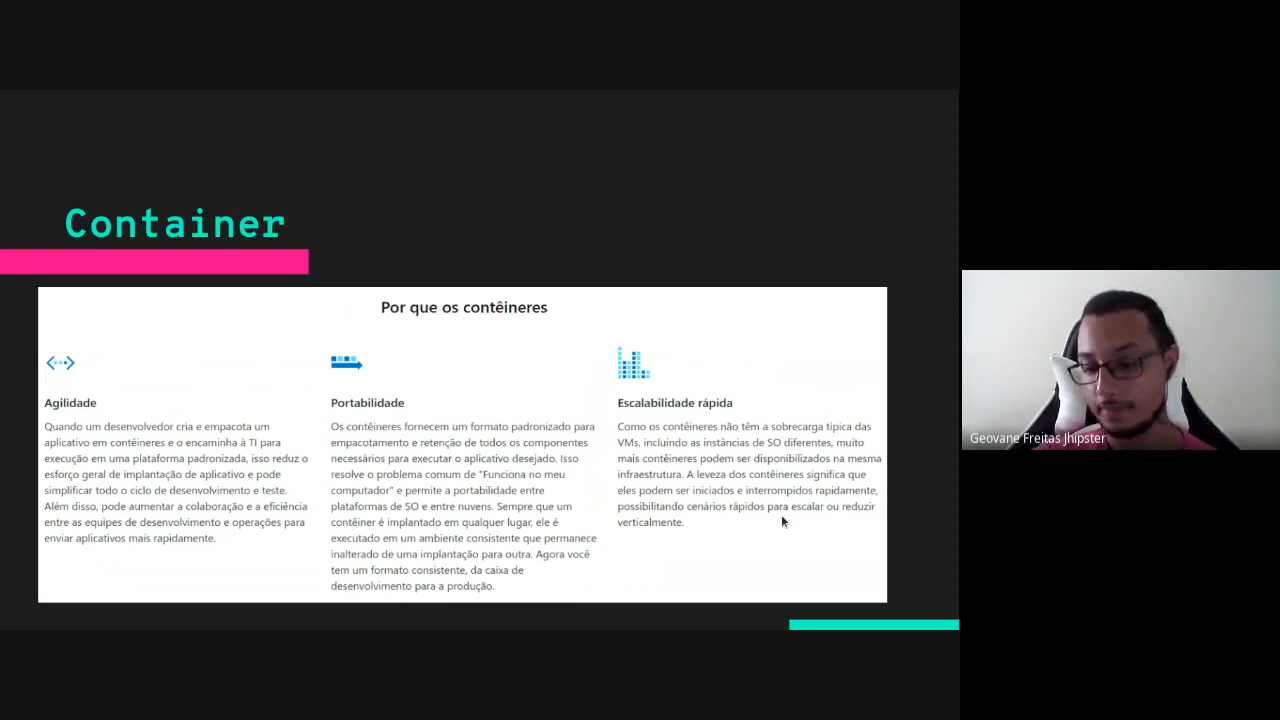 Container
Por que os contêineres
Agilidade
Quando um desenvolvedor cria e empacota um
aplicativo em contêineres e o encaminha à TI para
execução em uma plataforma padronizada, isso reduz o
esforço geral de implantação de aplicativo e pode
simplificar todo o ciclo de desenvolvimento e teste.
Além disso, pode aumentar a colaboração e a eficiência
entre as equipes de desenvolvimento e operações para
enviar aplicativos mais rapidamente.
Portabilidade
Os contêineres fornecem um formato padronizado para
empacotamento e retenção de todos os componentes
necessários para executar o aplicativo desejado. Isso
resolve o problema comum de "Funciona no meu
computador" e permite a portabilidade entre
plataformas de SO e entre nuvens. Sempre que um
contêiner é implantado em qualquer lugar, ele é
executado em um ambiente consistente que permanece
inalterado de uma implantação para outra. Agora você
tem um formato consistente, da caixa de
desenvolvimento para a produção.
Escalabilidade rápida
Como os contêineres não têm a sobrecarga típica das
VMs, incluindo as instâncias de SO diferentes, muito
mais contêineres podem ser disponibilizados na mesma
infraestrutura. A leveza dos contêineres significa que
eles podem ser iniciados e interrompidos rapidamente,
possibilitando cenários rápidos para escalar ou reduzir
verticalmente.
Geovane Freitas Jhipster